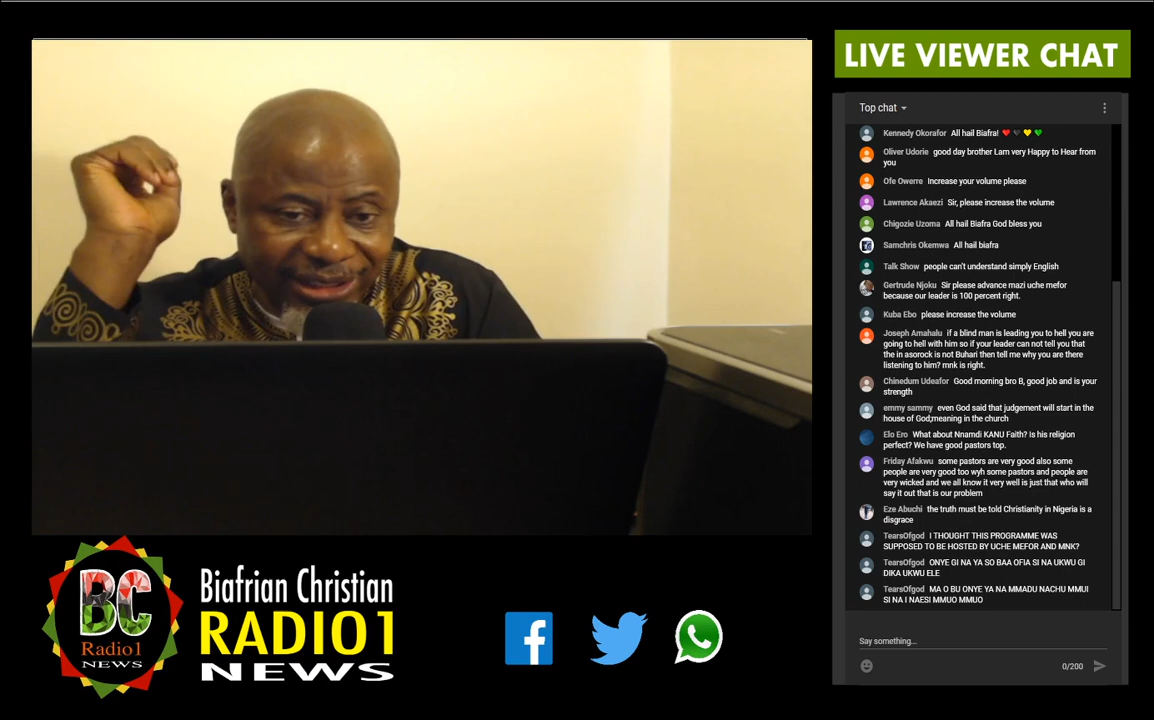 LIVE VIEWER CHAT
Top chat
Kennedy Okorafor All hail Biafra!
Oliver Udorie good day brother I.am very Happy to Hear from
you
Ofe Owerre Increase your volume please
Lawrence Akaezi Sir, please increase the volume
Chigozie Uzoma All hail Biafra God bless you
Samchris Okemwa All hail biafra
Talk Show people can't understand simply English
Gertrude Njoku Sir please advance mazi uche mefor
because our leader is 100 percent right.
Kuba Ebo please increase the volume
Joseph Amahalu if a blind man is leading you to hell you are
going to hell with him so if your leader can not tell you that
the in asorock is not Buhari then tell me why you are there
listening to him? mnk is right.
Chinedum Udeafor Good morning bro B, good job and is your
strength
emmy sammy even God said that judgement will start in the
house of God;meaning in the church
Elo Ero What about Nnamdi KANU Faith? Is his religion
perfect? We have good pastors top.
Friday Afakwu some pastors are very good also some
people are very good too wyh some pastors and people are
very wicked and we all know it very well is just that who will
say it out that is our problem
Eze Abuchi the truth must be told Christianity in Nigeria is a
disgrace
TearsOfgod I THOUGHT THIS PROGRAMME WAS
SUPPOSED TO BE HOSTED BY UCHE MEFOR AND MNK?
TearsOfgod ONYE GI NA YA SO BAA OFIA SI NA UKWU GI
DIKA UKWU ELE
TearsOfgod MA O BU ONYE YA NA MMADU NACHU MMUI
SI NA I NAESI MMUO MMUO
Say something...
0/200
BC
Radio1
NEWS
Biafrian Christian
RADIO1
NEWS